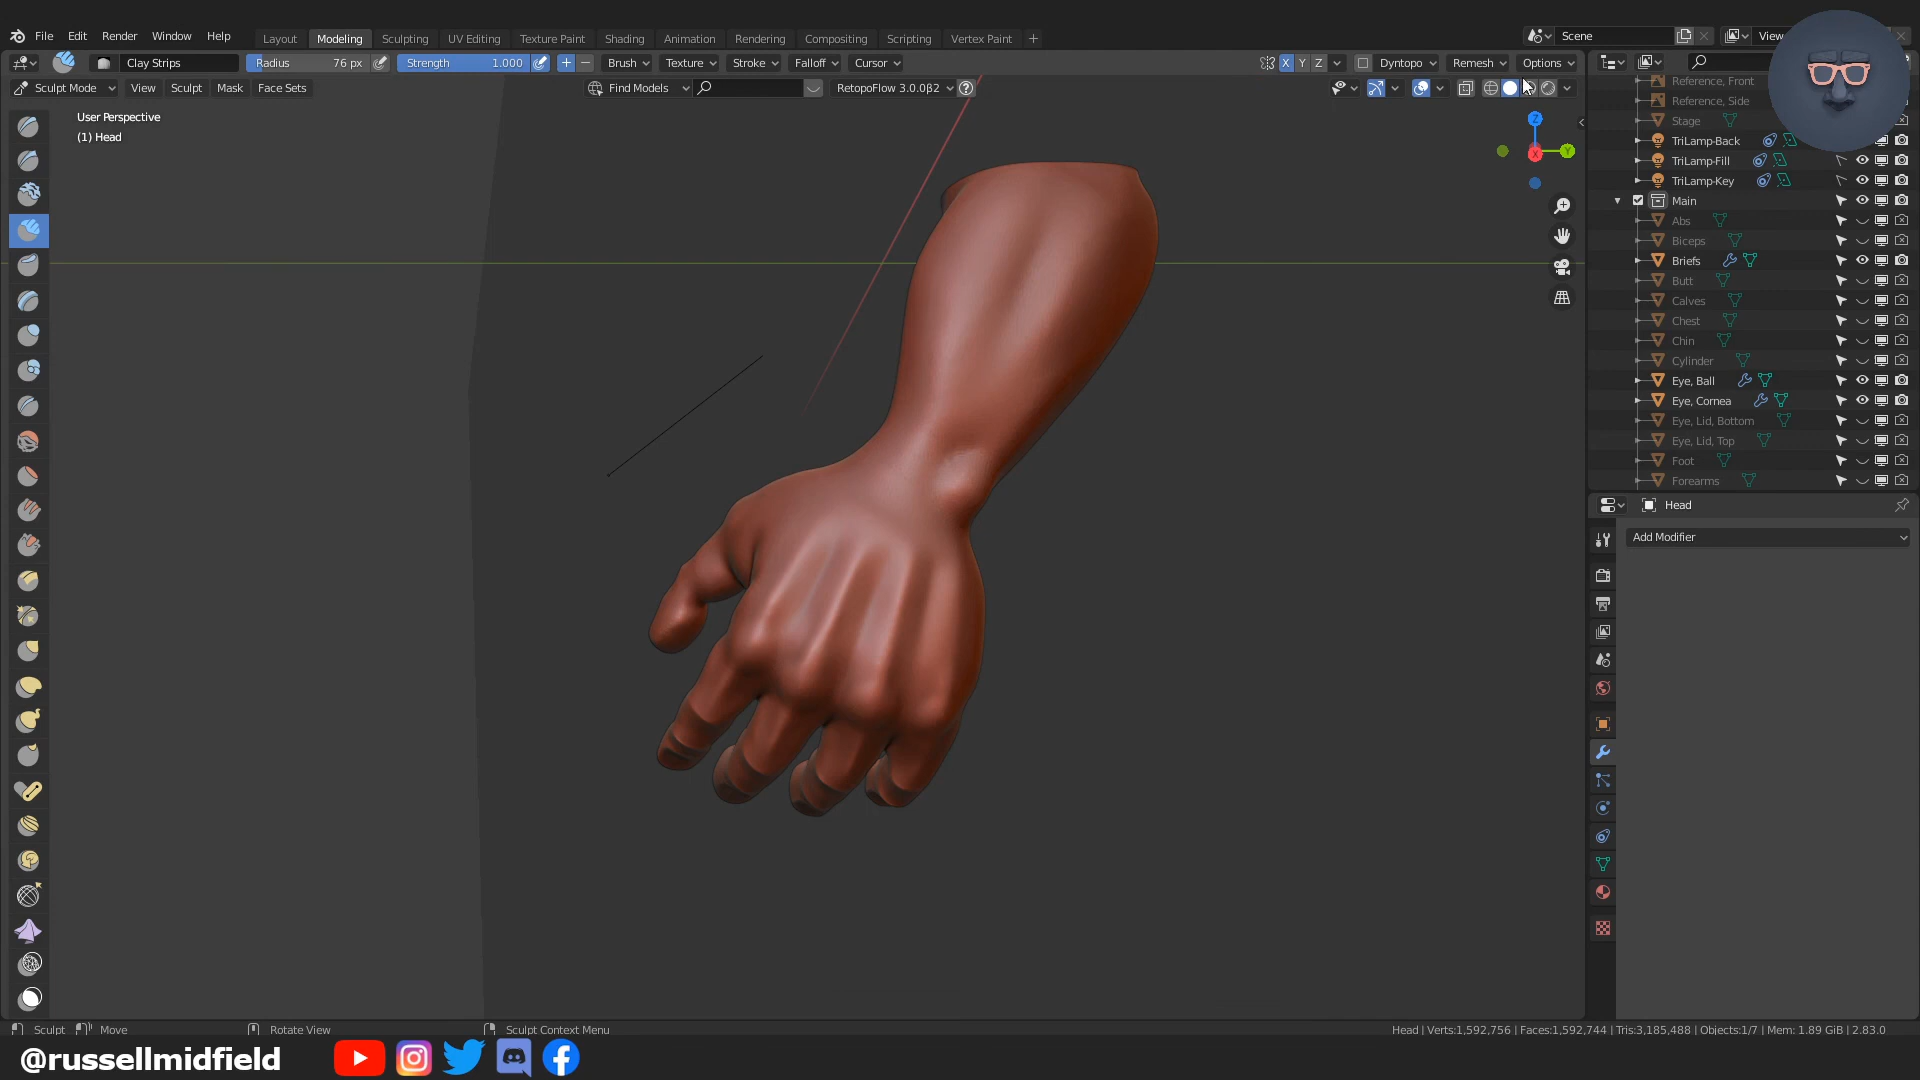 File Edit Render Window Help Layout Modeling Sculpting UV Editing Texture Paint Shading Animation Rendering Compositing Scripting Vertex Paint + Scene View
Clay Strips Radius 76 px Strength 1.000 + − Brush Texture Stroke Falloff Cursor X Y Z Dyntopo Remesh Options
Sculpt Mode View Sculpt Mask Face Sets Find Models RetopoFlow 3.0.0β2 ?
User Perspective
(1) Head
Z
Y
X
Reference, Front
Reference, Side
Stage
TriLamp-Back
TriLamp-Fill
TriLamp-Key
Main
Abs
Biceps
Briefs
Butt
Calves
Chest
Chin
Cylinder
Eye, Ball
Eye, Cornea
Eye, Lid, Bottom
Eye, Lid, Top
Foot
Forearms
Head
Add Modifier
Sculpt Move Rotate View Sculpt Context Menu Head | Verts:1,592,756 | Faces:1,592,744 | Tris:3,185,488 | Objects:1/7 | Mem: 1.89 GiB | 2.83.0
@russellmidfield